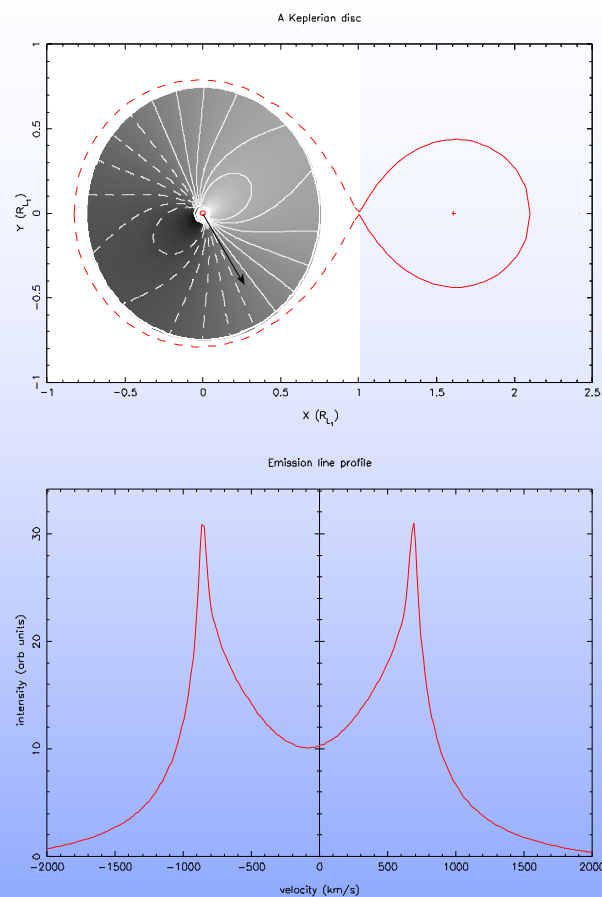 A Keplerian disc
1
0.5
0
−0.5
−1
Y (R_L₁)
−1 −0.5 0 0.5 1 1.5 2 2.5
X (R_L₁)
Emission line profile
30
20
10
0
intensity (arb units)
−2000 −1500 −1000 −500 0 500 1000 1500 2000
velocity (km/s)